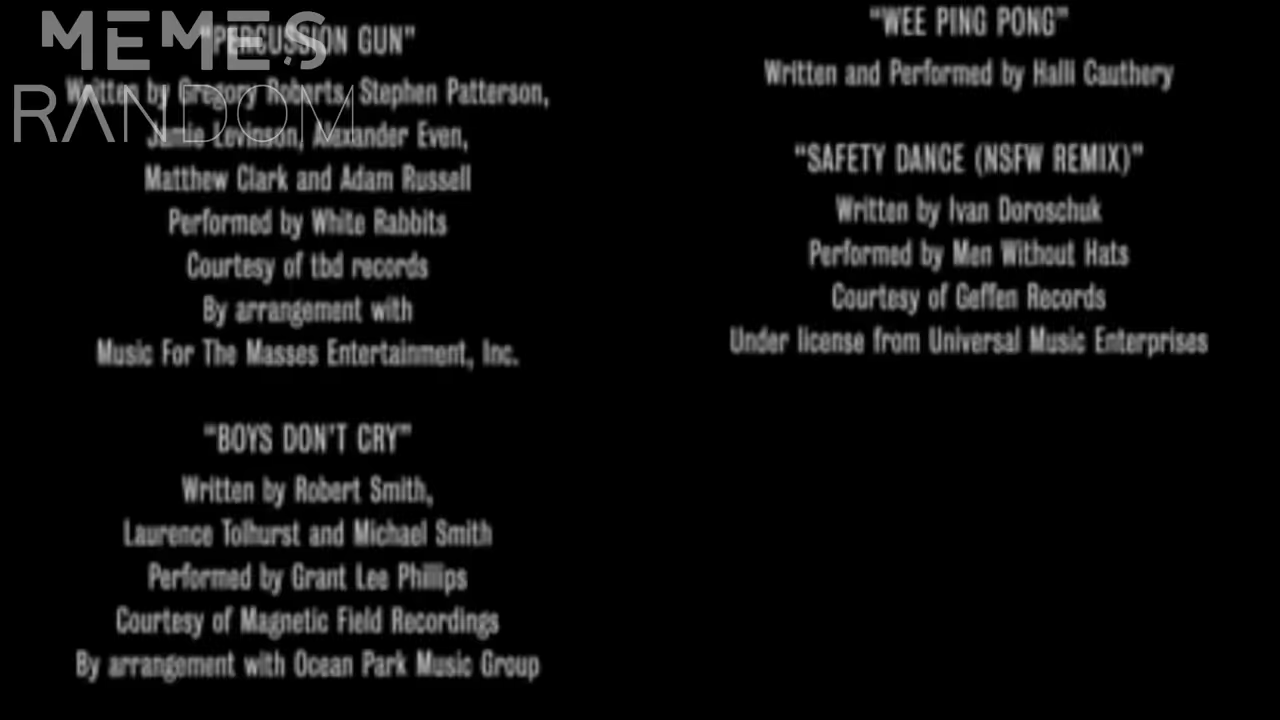 MEMES
RANDOM
"PERCUSSION GUN"
Written by Gregory Roberts, Stephen Patterson,
Jamie Levinson, Alexander Even,
Matthew Clark and Adam Russell
Performed by White Rabbits
Courtesy of tbd records
By arrangement with
Music For The Masses Entertainment, Inc.
"BOYS DON'T CRY"
Written by Robert Smith,
Laurence Tolhurst and Michael Smith
Performed by Grant Lee Phillips
Courtesy of Magnetic Field Recordings
By arrangement with Ocean Park Music Group
"WEE PING PONG"
Written and Performed by Halli Cauthery
"SAFETY DANCE (NSFW REMIX)"
Written by Ivan Doroschuk
Performed by Men Without Hats
Courtesy of Geffen Records
Under license from Universal Music Enterprises